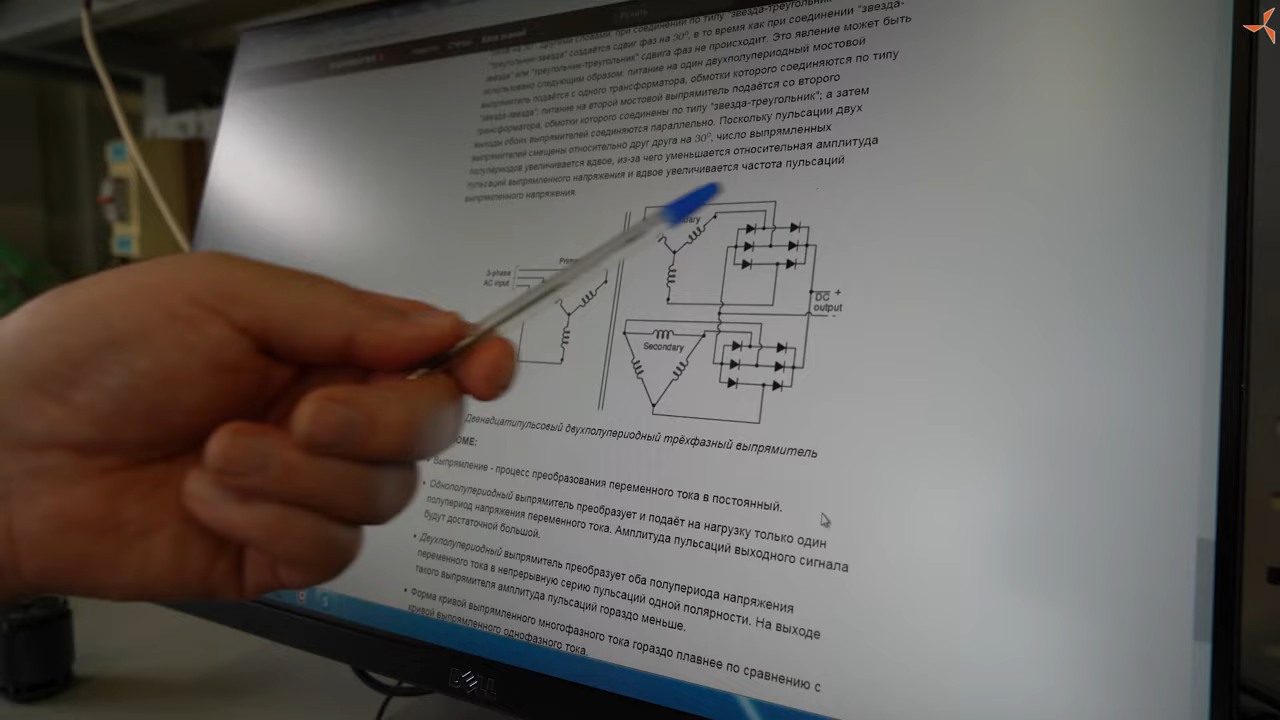 "треугольник-звезда" создаётся сдвиг фаз на 30°, в то время как при соединении "звезда-
звезда" или "треугольник-треугольник" сдвига фаз не происходит. Это явление может быть
использовано следующим образом: питание на один двухполупериодный мостовой
выпрямитель подаётся с одного трансформатора, обмотки которого соединяются по типу
"звезда-звезда"; питание на второй мостовой выпрямитель подаётся со второго
трансформатора, обмотки которого соединены по типу "звезда-треугольник"; а затем
выходы обоих выпрямителей соединяются параллельно. Поскольку пульсации двух
выпрямителей смещены относительно друг друга на 30°, число выпрямленных
полупериодов увеличивается вдвое, из-за чего уменьшается относительная амплитуда
пульсаций выпрямленного напряжения и вдвое увеличивается частота пульсаций
выпрямленного напряжения.
3-phase
AC input
DC
output
+
-
Secondary
Двенадцатипульсовый двухполупериодный трёхфазный выпрямитель
Выпрямление - процесс преобразования переменного тока в постоянный.
Однополупериодный выпрямитель преобразует и подаёт на нагрузку только один
полупериод напряжения переменного тока. Амплитуда пульсаций выходного сигнала
будут достаточной большой.
Двухполупериодный выпрямитель преобразует оба полупериода напряжения
переменного тока в непрерывную серию пульсаций одной полярности. На выходе
такого выпрямителя амплитуда пульсаций гораздо меньше.
Форма кривой выпрямленного многофазного тока гораздо плавнее по сравнению с
кривой выпрямленного однофазного тока.
DELL